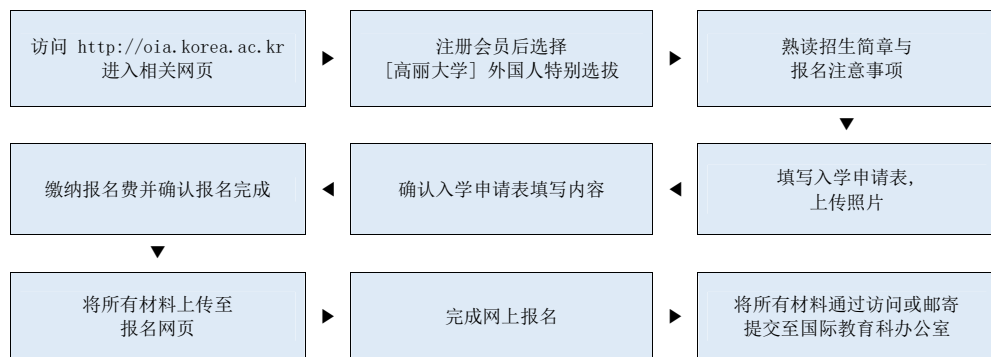 访问 http://oia.korea.ac.kr
进入相关网页
注册会员后选择
[高丽大学] 外国人特别选拔
熟读招生简章与
报名注意事项
填写入学申请表,
上传照片
确认入学申请表填写内容
缴纳报名费并确认报名完成
将所有材料上传至
报名网页
完成网上报名
将所有材料通过访问或邮寄
提交至国际教育科办公室